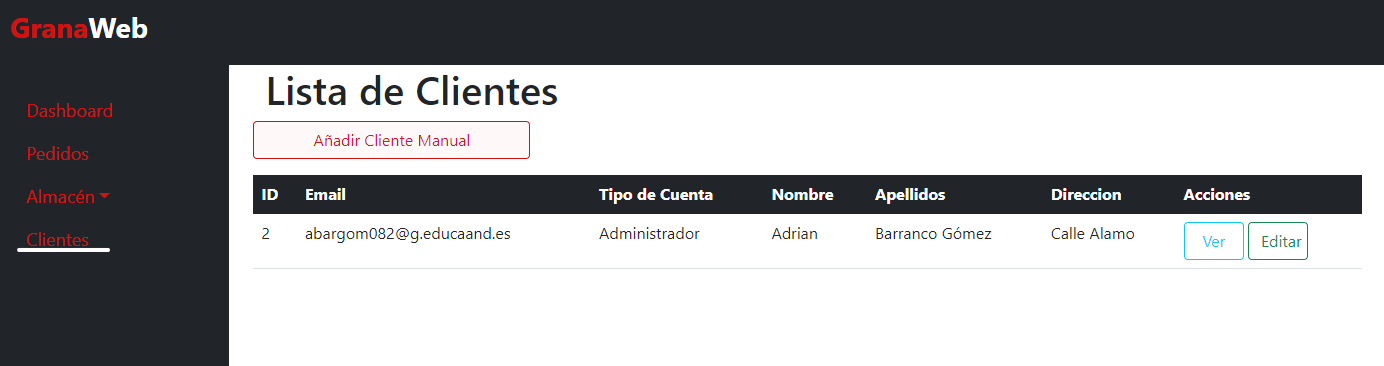 GranaWeb
Dashboard
Pedidos
Almacén
Clientes
Lista de Clientes
Añadir Cliente Manual
ID Email Tipo de Cuenta Nombre Apellidos Direccion Acciones
2 abargom082@g.educaand.es Administrador Adrian Barranco Gómez Calle Alamo Ver Editar